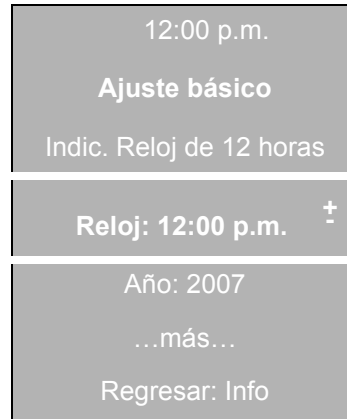 12:00 p.m.
Ajuste básico
Indic. Reloj de 12 horas
Reloj: 12:00 p.m. +
-
Año: 2007
…más…
Regresar: Info